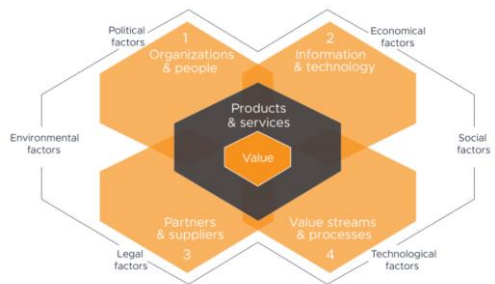 Political
factors
Economical
factors
1
Organizations
& people
2
Information
& technology
Products
& services
Environmental
factors
Value
Social
factors
Partners
& suppliers
3
Value streams
& processes
4
Legal
factors
Technological
factors